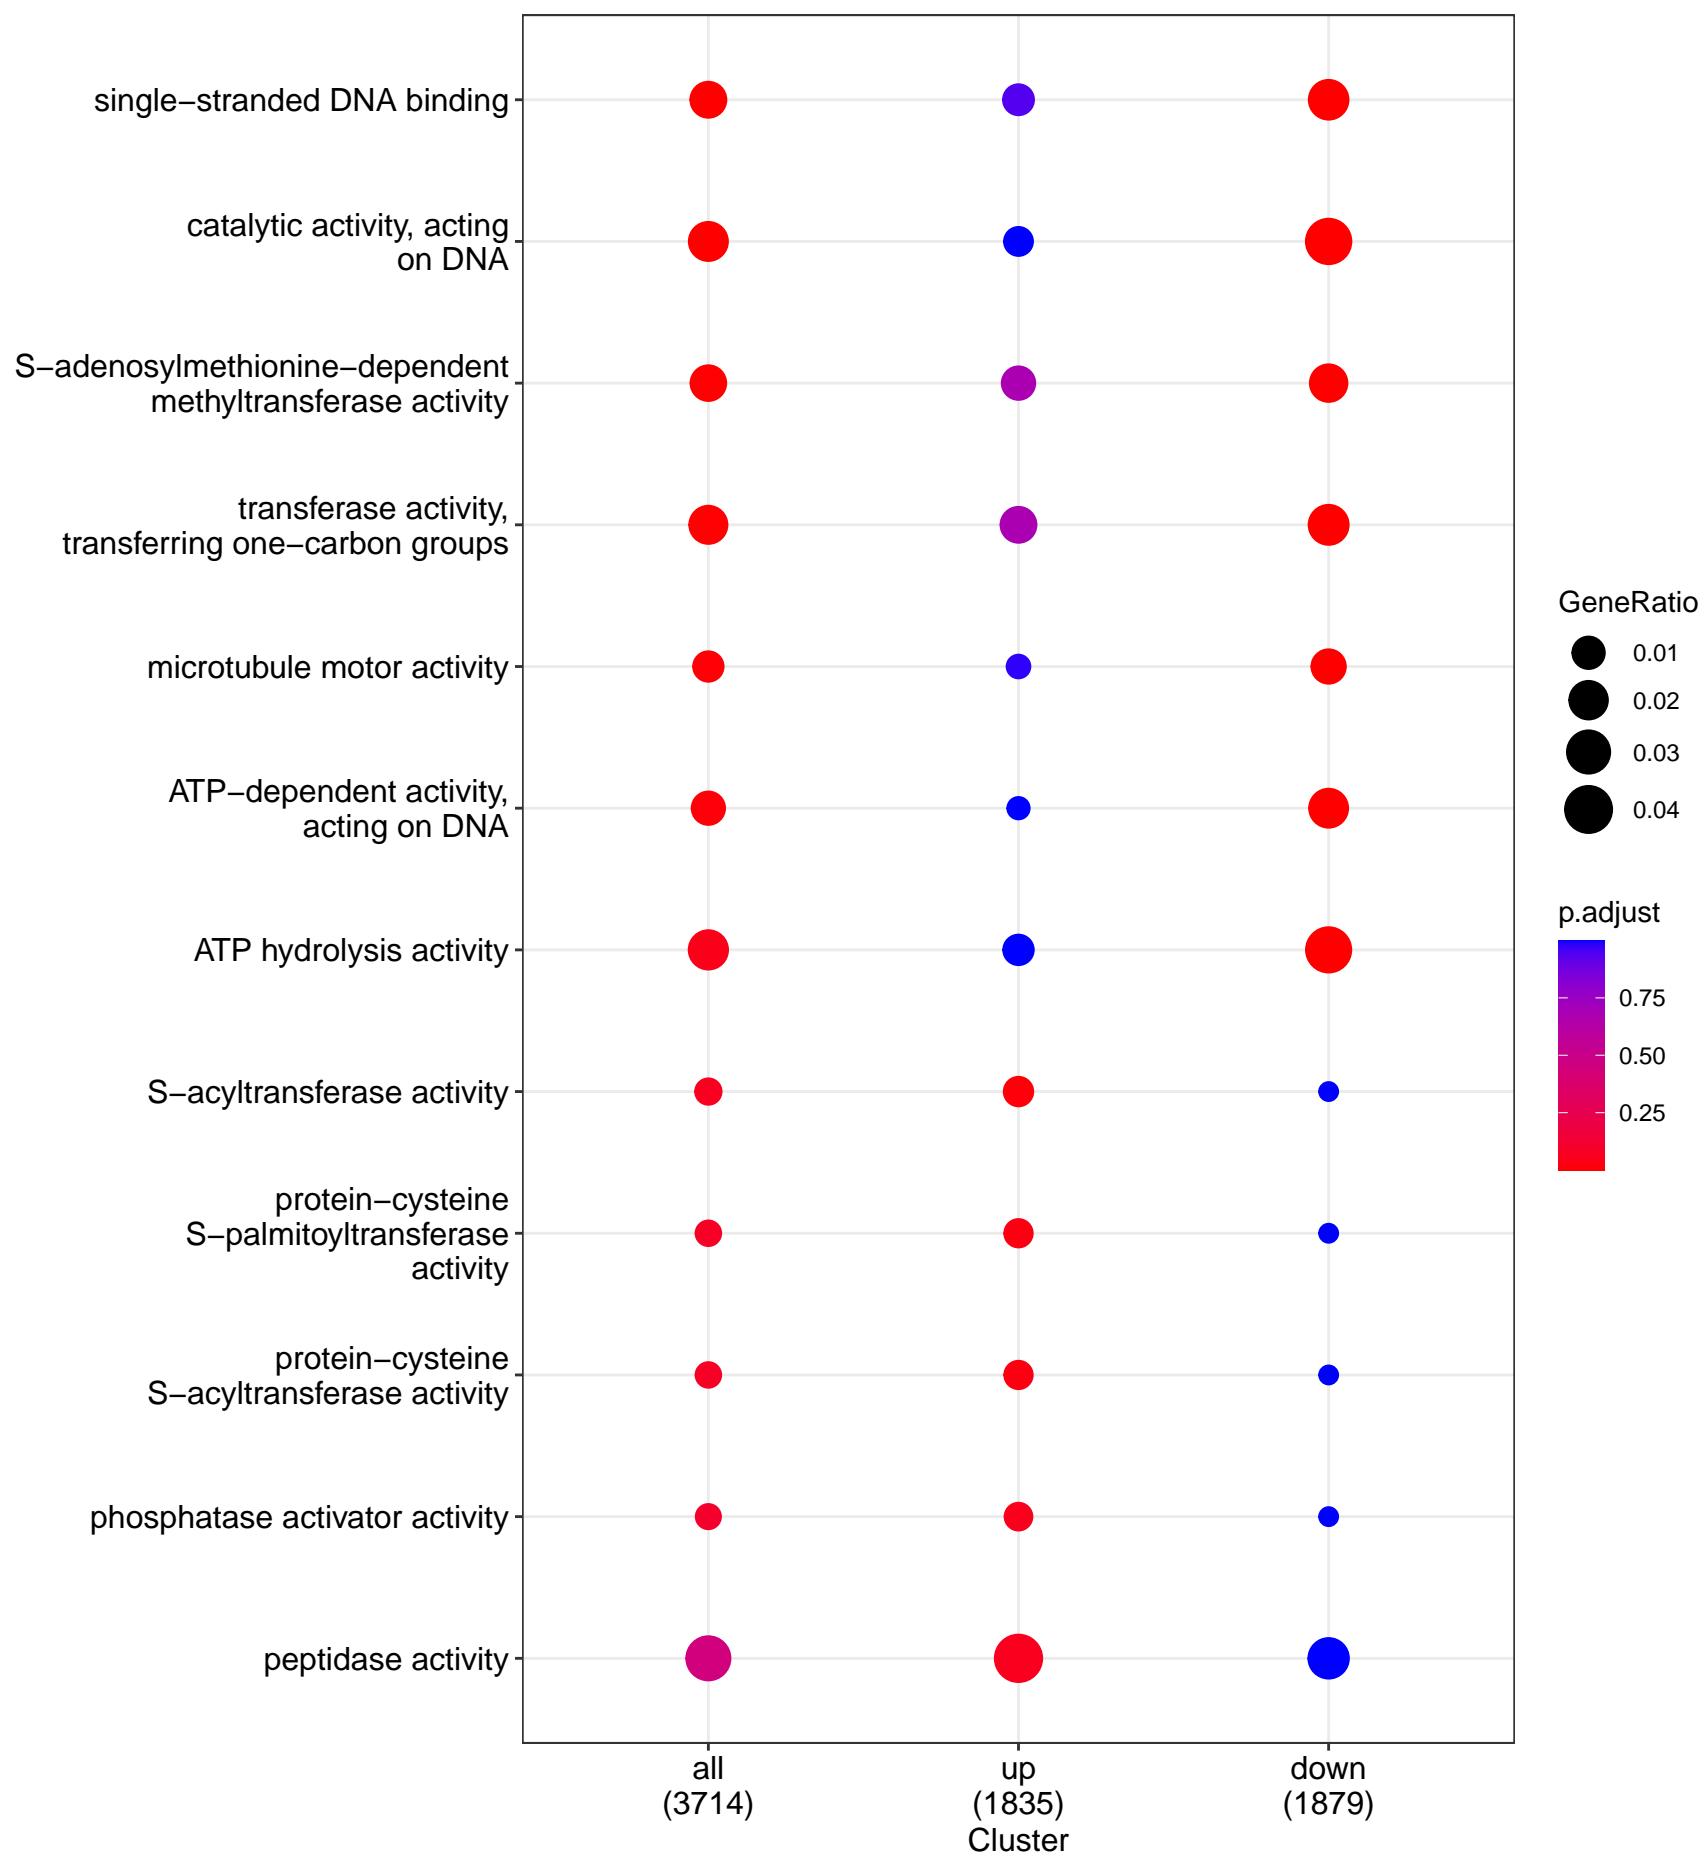 single−stranded DNA binding
catalytic activity, acting
on DNA
S−adenosylmethionine−dependent
methyltransferase activity
transferase activity,
transferring one−carbon groups
microtubule motor activity
ATP−dependent activity,
acting on DNA
ATP hydrolysis activity
S−acyltransferase activity
protein−cysteine
S−palmitoyltransferase
activity
protein−cysteine
S−acyltransferase activity
phosphatase activator activity
peptidase activity
all
(3714)
up
(1835)
down
(1879)
Cluster
GeneRatio
0.01
0.02
0.03
0.04
p.adjust
0.75
0.50
0.25